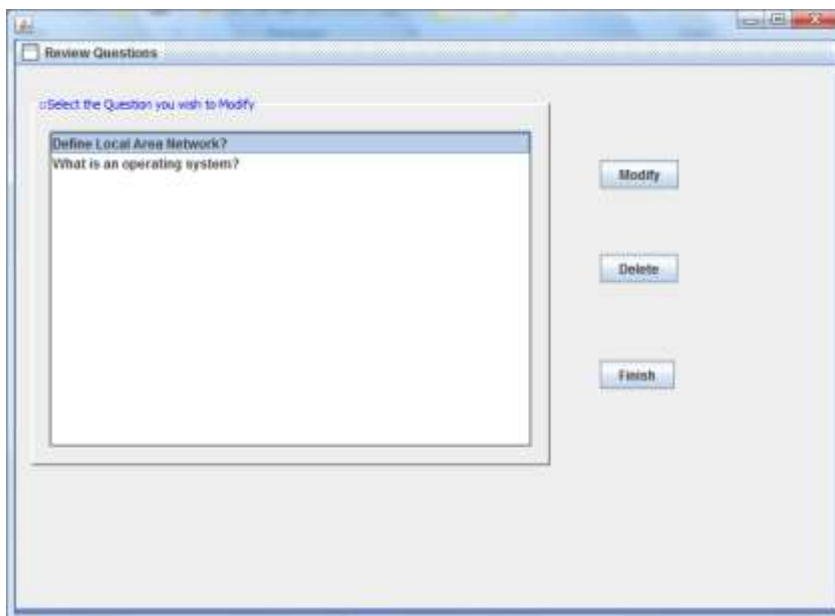 Review Questions
Select the Question you wish to Modify
Define Local Area Network?
What is an operating system?
Modify
Delete
Finish